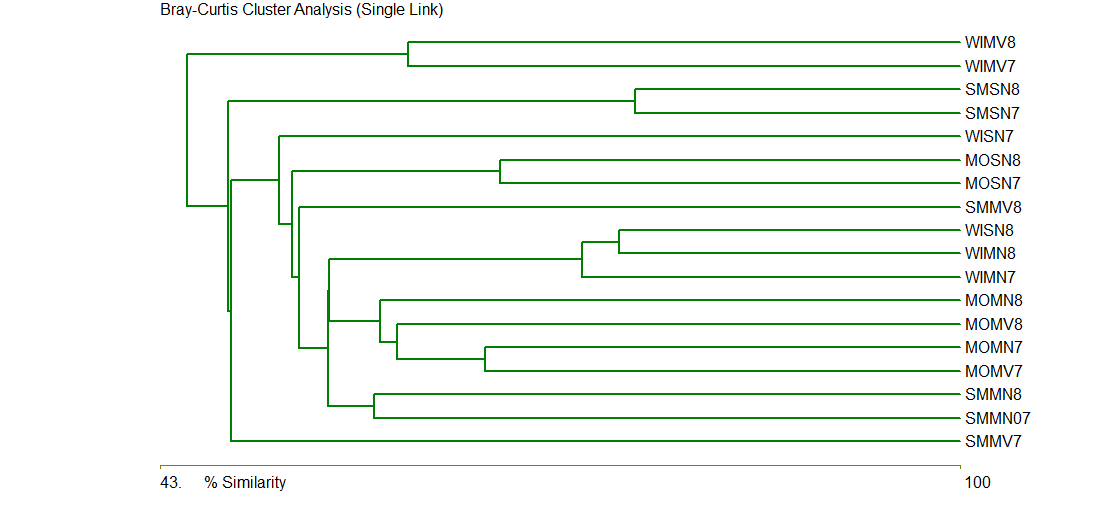 Bray-Curtis Cluster Analysis (Single Link)
WIMV8
WIMV7
SMSN8
SMSN7
WISN7
MOSN8
MOSN7
SMMV8
WISN8
WIMN8
WIMN7
MOMN8
MOMV8
MOMN7
MOMV7
SMMN8
SMMN07
SMMV7
43. % Similarity 100